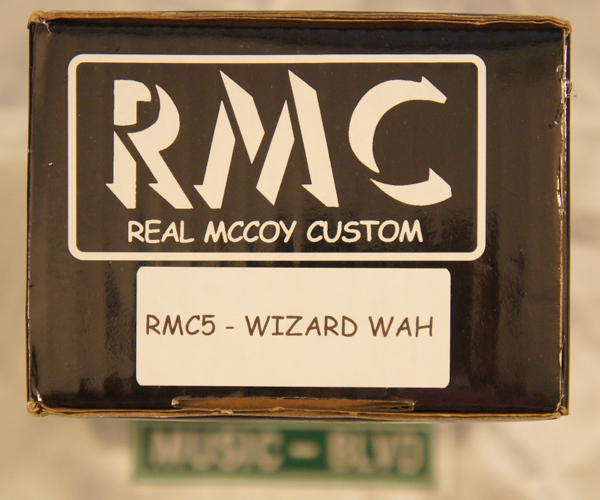 RMC
REAL MCCOY CUSTOM
RMC5 - WIZARD WAH
MUSIC - BLVD